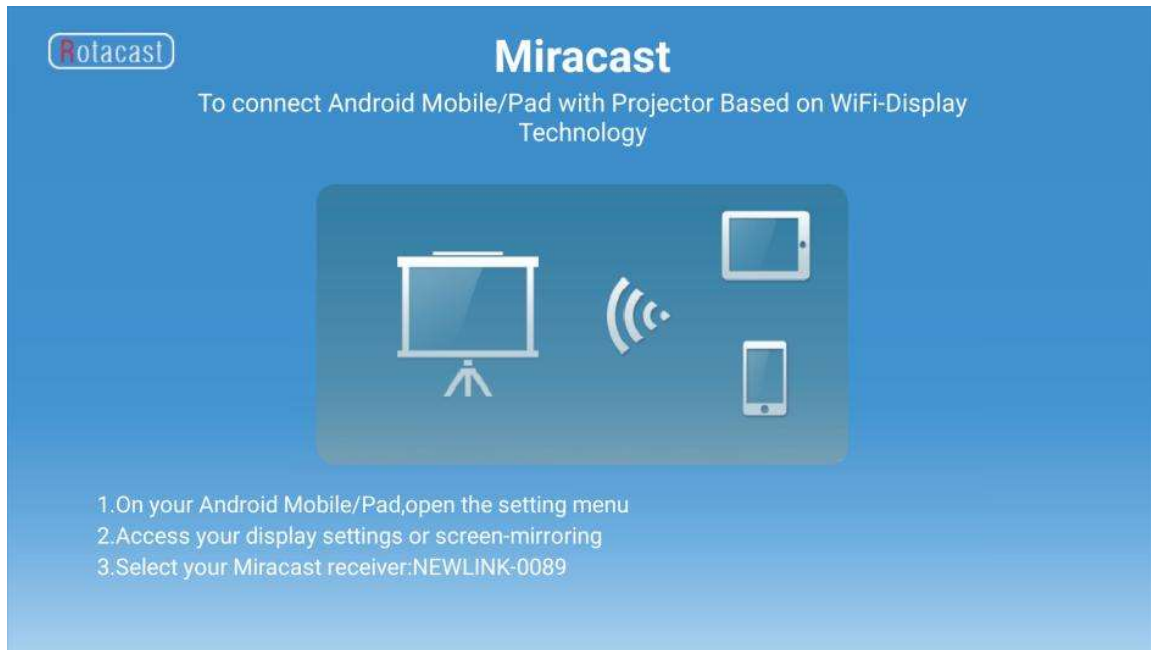 Rotacast
Miracast
To connect Android Mobile/Pad with Projector Based on WiFi-Display
Technology
1.On your Android Mobile/Pad,open the setting menu
2.Access your display settings or screen-mirroring
3.Select your Miracast receiver:NEWLINK-0089